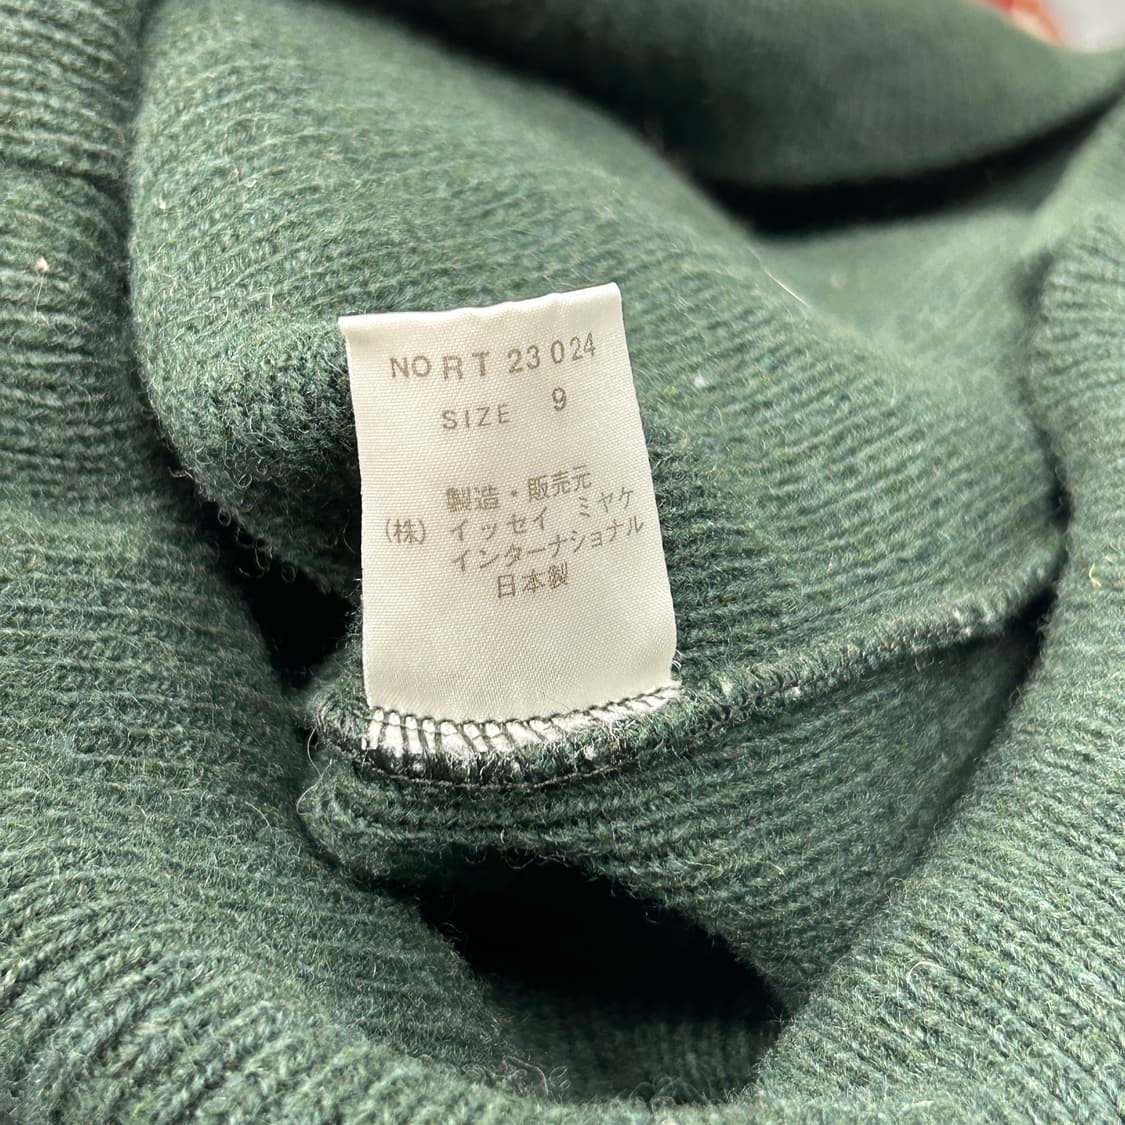 NO RT 23 024
SIZE 9
製造・販売元
(株) イッセイ ミヤケ
インターナショナル
日本製